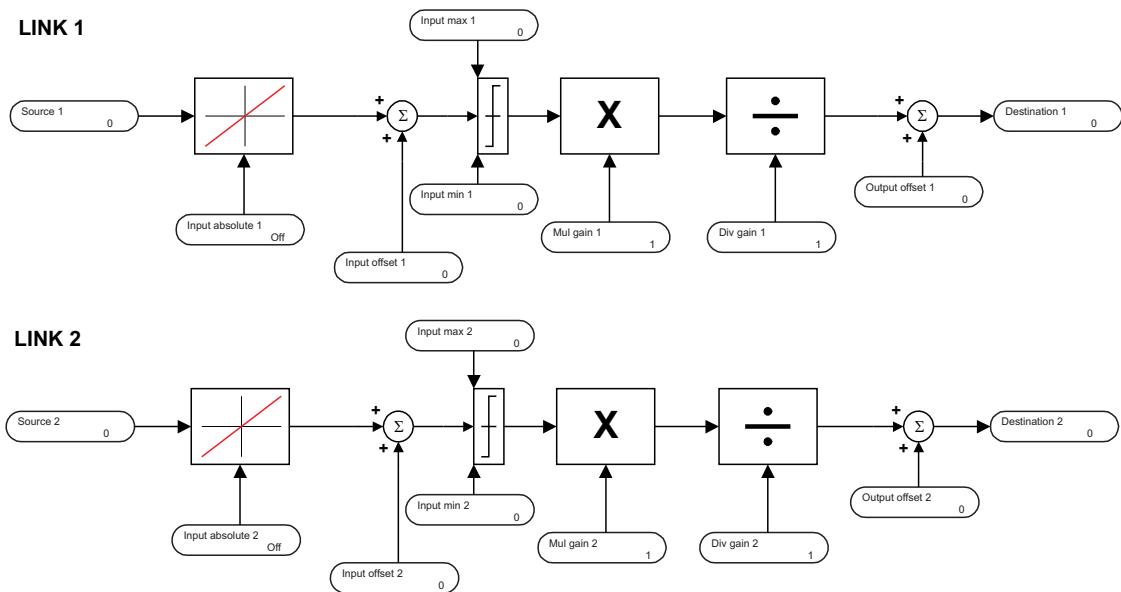 LINK 1
Input max 1
0
Source 1
0
+
Σ
+
X
÷
+
Σ
+
Destination 1
0
Input min 1
0
Output offset 1
0
Input absolute 1
Off
Mul gain 1
1
Div gain 1
1
Input offset 1
0
LINK 2
Input max 2
0
Source 2
0
+
Σ
+
X
÷
+
Σ
+
Destination 2
0
Input min 2
0
Output offset 2
0
Input absolute 2
Off
Mul gain 2
1
Div gain 2
1
Input offset 2
0